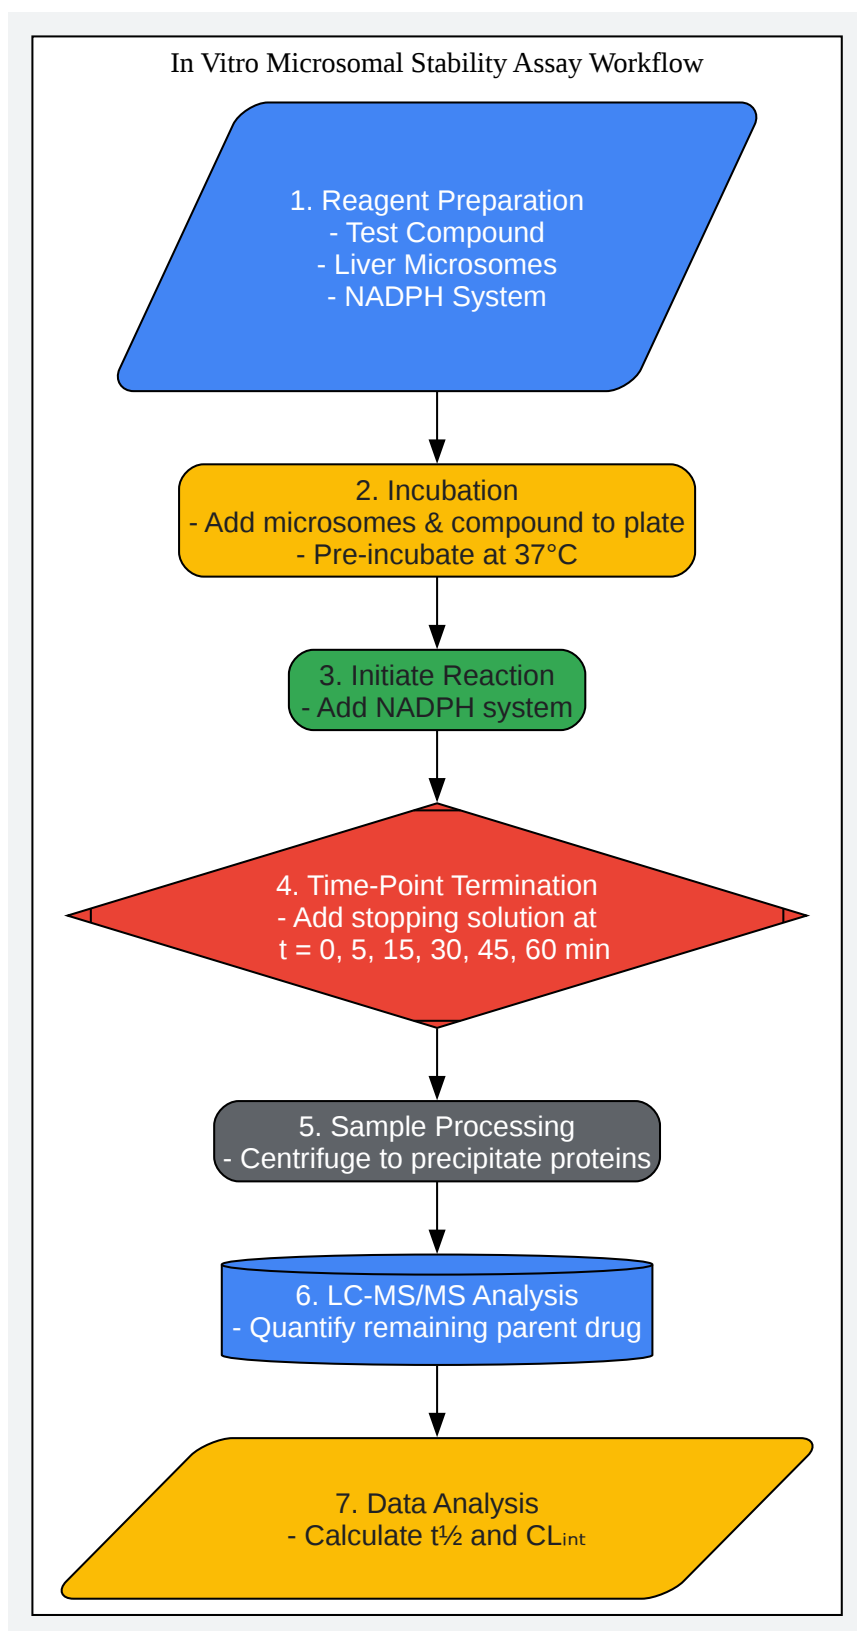 In Vitro Microsomal Stability Assay Workflow
1. Reagent Preparation
- Test Compound
- Liver Microsomes
- NADPH System
2. Incubation
- Add microsomes & compound to plate
- Pre-incubate at 37°C
3. Initiate Reaction
- Add NADPH system
4. Time-Point Termination
- Add stopping solution at
t = 0, 5, 15, 30, 45, 60 min
5. Sample Processing
- Centrifuge to precipitate proteins
6. LC-MS/MS Analysis
- Quantify remaining parent drug
7. Data Analysis
- Calculate t½ and CLᵢₙₜ